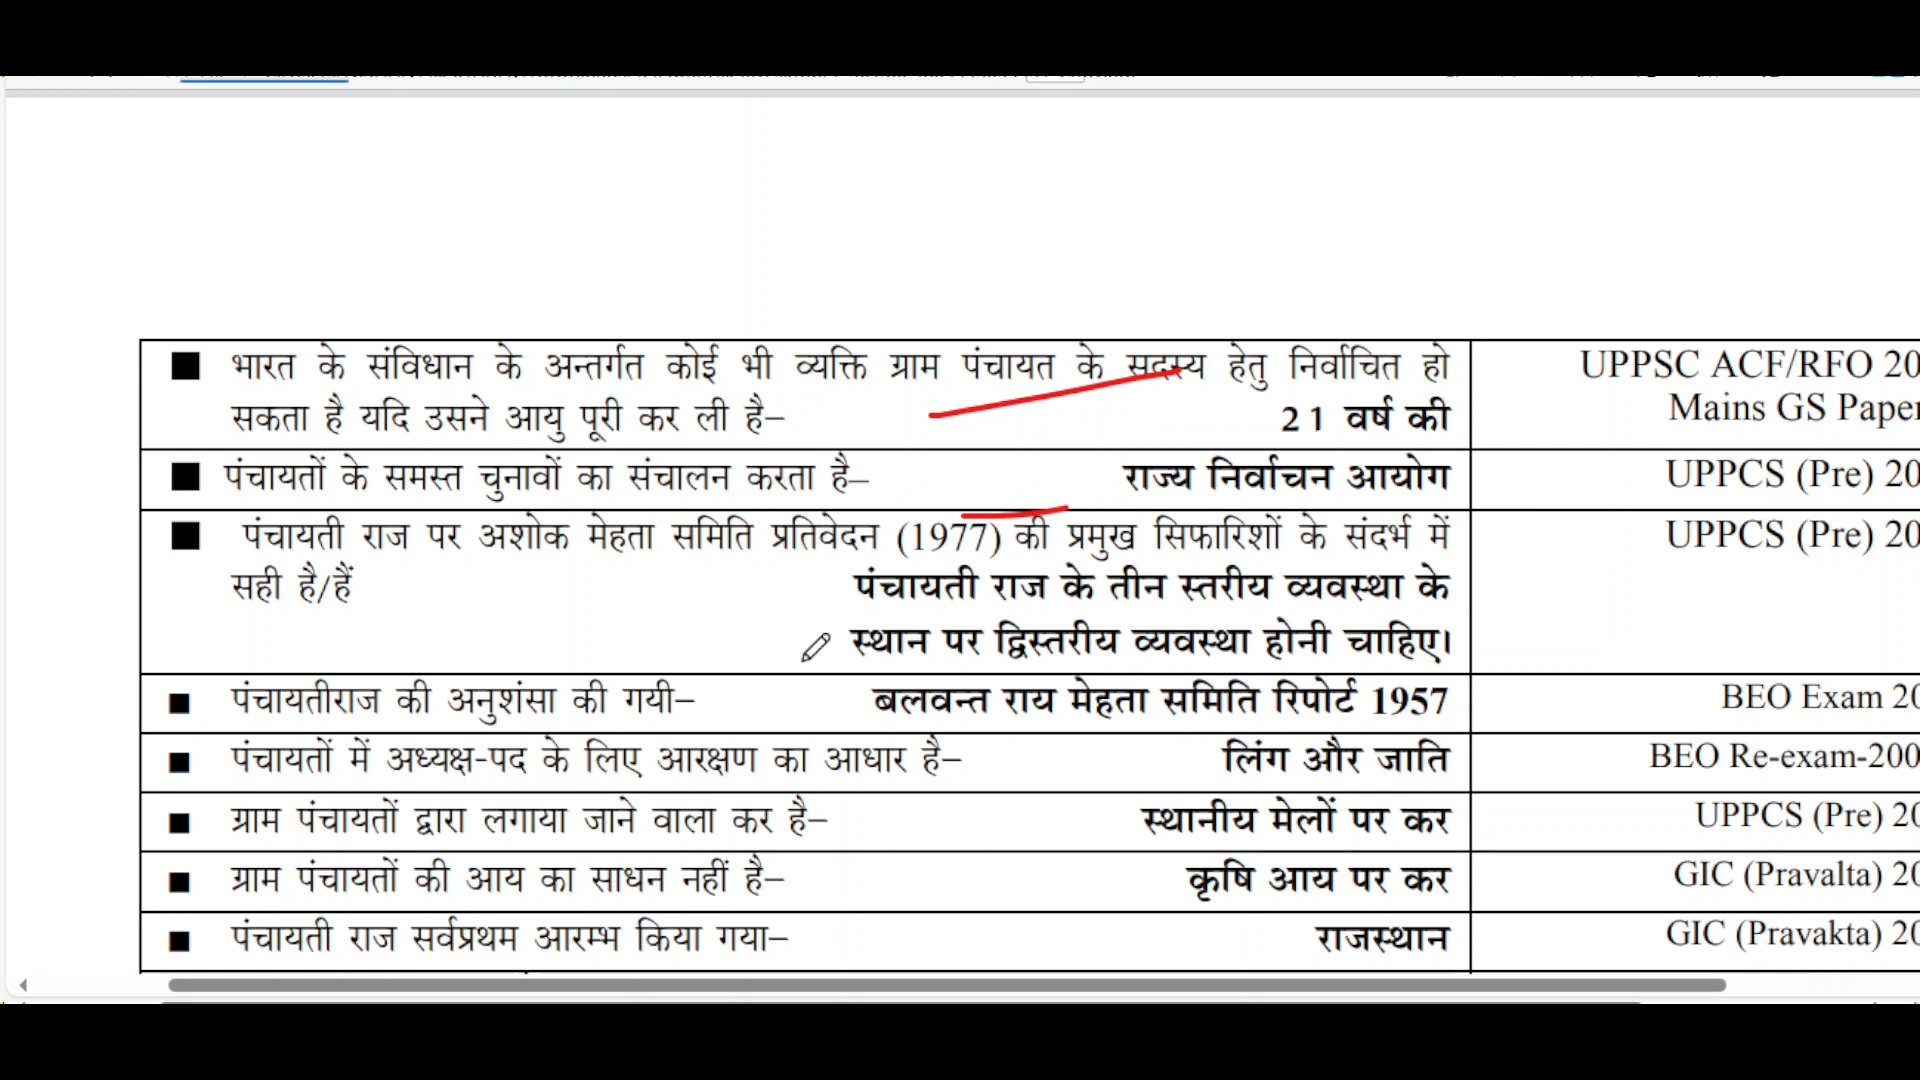 ■ भारत के संविधान के अन्तर्गत कोई भी व्यक्ति ग्राम पंचायत के सदस्य हेतु निर्वाचित हो UPPSC ACF/RFO 20
सकता है यदि उसने आयु पूरी कर ली है– 21 वर्ष की Mains GS Paper
■ पंचायतों के समस्त चुनावों का संचालन करता है– राज्य निर्वाचन आयोग UPPCS (Pre) 20
■ पंचायती राज पर अशोक मेहता समिति प्रतिवेदन (1977) की प्रमुख सिफारिशों के संदर्भ में UPPCS (Pre) 20
सही है/हैं पंचायती राज के तीन स्तरीय व्यवस्था के
स्थान पर द्विस्तरीय व्यवस्था होनी चाहिए।
■ पंचायतीराज की अनुशंसा की गयी– बलवन्त राय मेहता समिति रिपोर्ट 1957 BEO Exam 20
■ पंचायतों में अध्यक्ष-पद के लिए आरक्षण का आधार है– लिंग और जाति BEO Re-exam-200
■ ग्राम पंचायतों द्वारा लगाया जाने वाला कर है– स्थानीय मेलों पर कर UPPCS (Pre) 20
■ ग्राम पंचायतों की आय का साधन नहीं है– कृषि आय पर कर GIC (Pravalta) 20
■ पंचायती राज सर्वप्रथम आरम्भ किया गया– राजस्थान GIC (Pravakta) 20